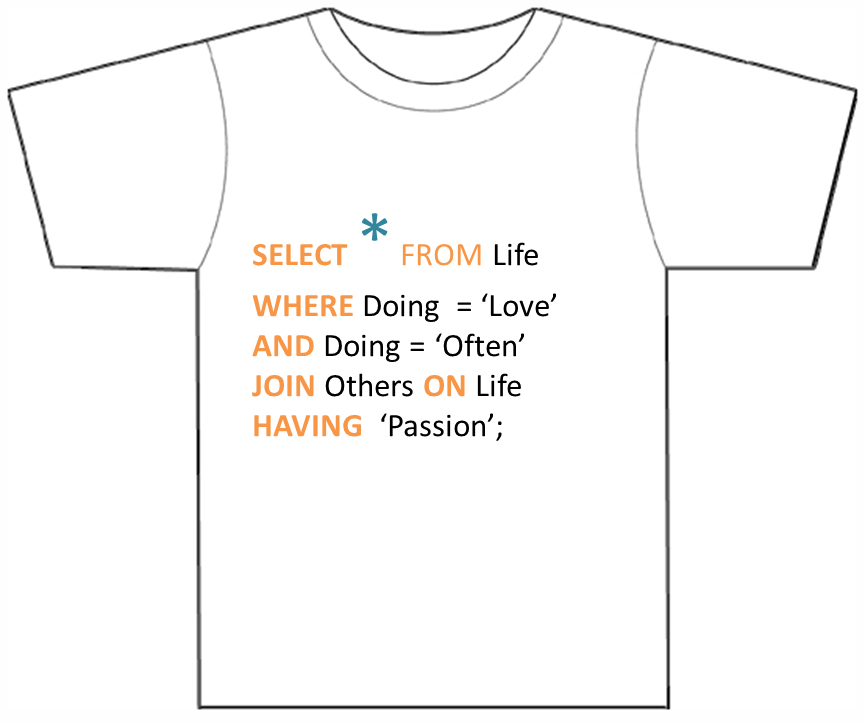 SELECT * FROM Life
WHERE Doing = ‘Love’
AND Doing = ‘Often’
JOIN Others ON Life
HAVING ‘Passion’;